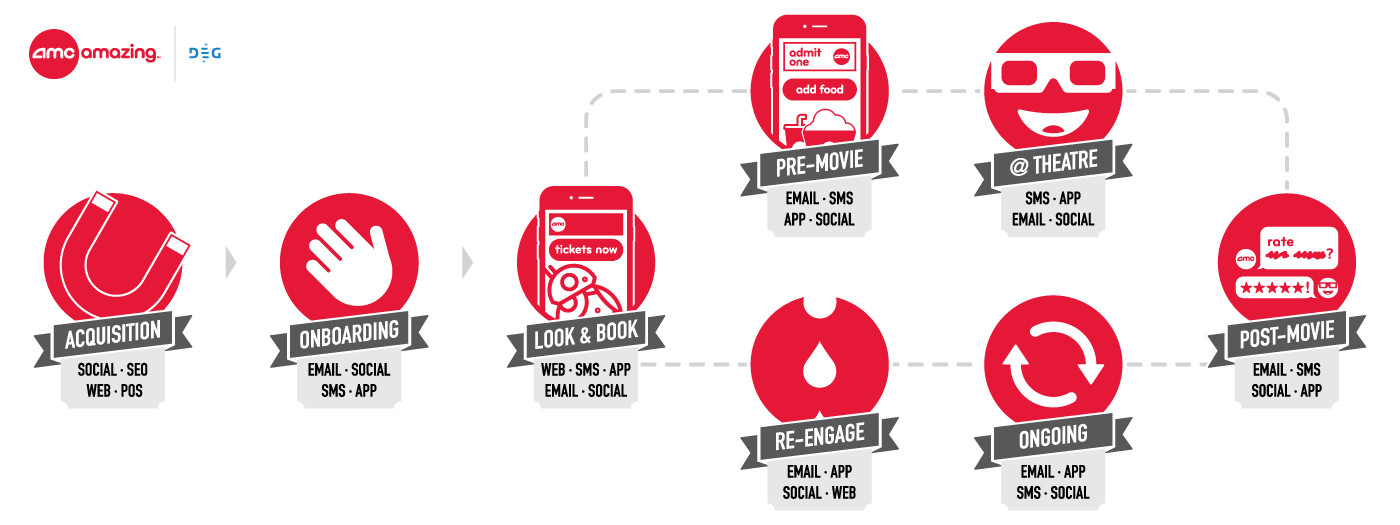 amc amazing.
DEG
ACQUISITION
SOCIAL · SEO
WEB · POS
ONBOARDING
EMAIL · SOCIAL
SMS · APP
amc
tickets now
LOOK & BOOK
WEB · SMS · APP
EMAIL · SOCIAL
admit
one
amc
add food
PRE-MOVIE
EMAIL · SMS
APP · SOCIAL
@ THEATRE
SMS · APP
EMAIL · SOCIAL
rate
?
amc
★★★★★!
POST-MOVIE
EMAIL · SMS
SOCIAL · APP
RE-ENGAGE
EMAIL · APP
SOCIAL · WEB
ONGOING
EMAIL · APP
SMS · SOCIAL